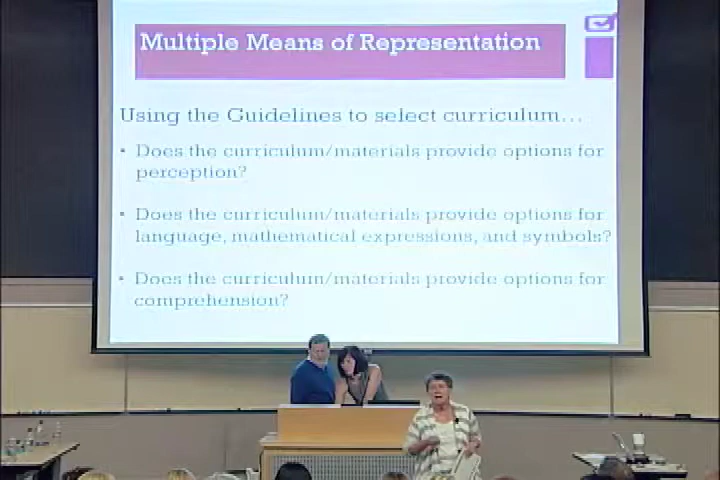 Multiple Means of Representation
Using the Guidelines to select curriculum...
• Does the curriculum/materials provide options for
perception?
• Does the curriculum/materials provide options for
language, mathematical expressions, and symbols?
• Does the curriculum/materials provide options for
comprehension?